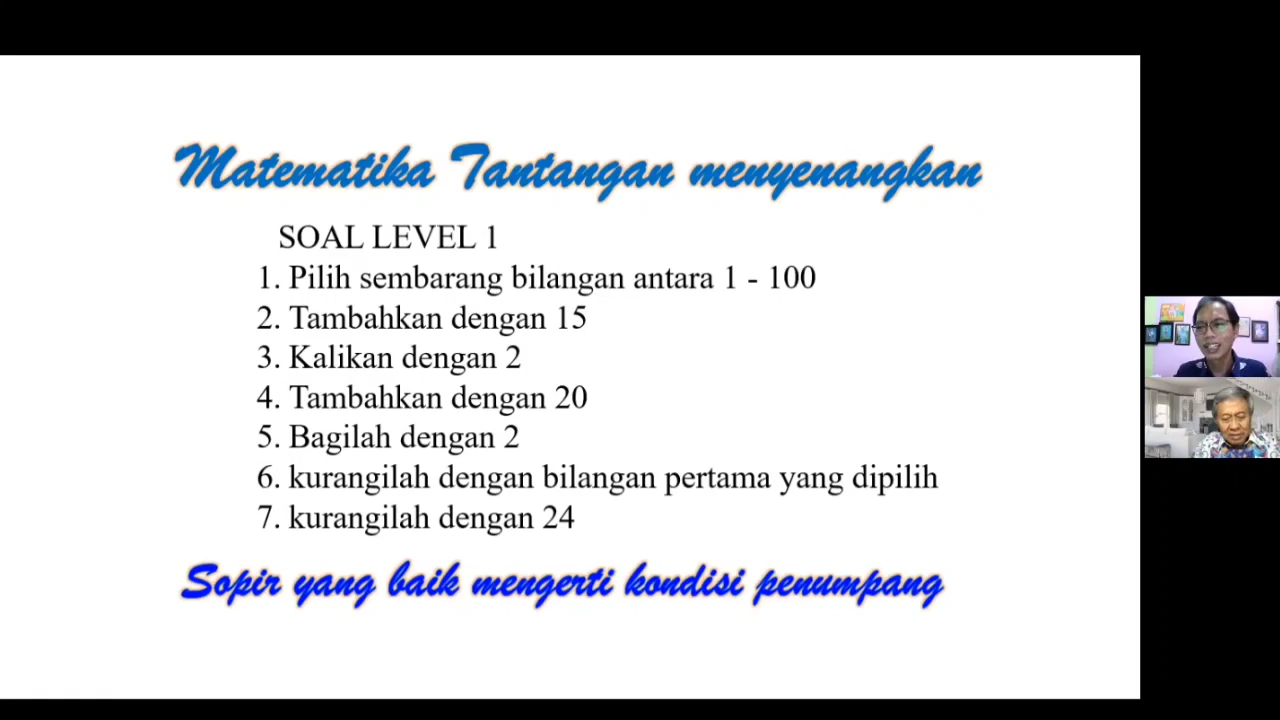 Matematika Tantangan menyenangkan
SOAL LEVEL 1
1. Pilih sembarang bilangan antara 1 - 100
2. Tambahkan dengan 15
3. Kalikan dengan 2
4. Tambahkan dengan 20
5. Bagilah dengan 2
6. kurangilah dengan bilangan pertama yang dipilih
7. kurangilah dengan 24
Sopir yang baik mengerti kondisi penumpang